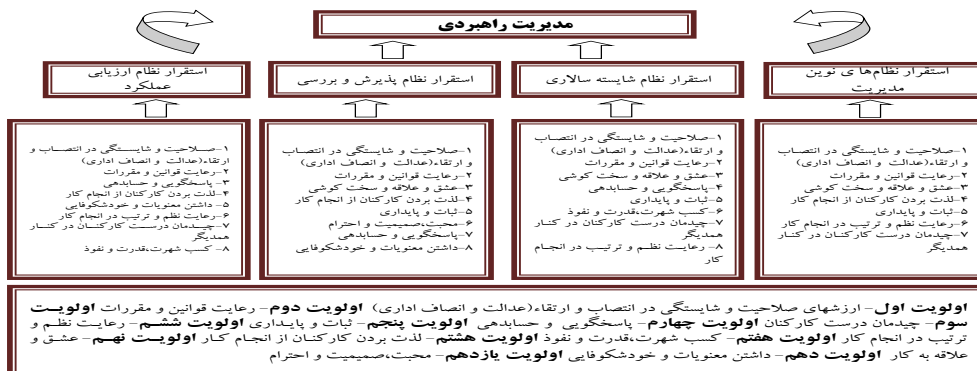 مدیریت راهبردی
استقرار نظام‌های نوین
مدیریت
استقرار نظام شایسته سالاری
استقرار نظام پذیرش و بررسی
استقرار نظام ارزیابی
عملکرد
۱-صلاحیت و شایستگی در انتصاب
و ارتقاء(عدالت و انصاف اداری)
۲-رعایت قوانین و مقررات
۳-عشق و علاقه و سخت کوشی
۴-لذت بردن کارکنان از انجام کار
۵-ثبات و پایداری
۶-رعایت نظم و ترتیب در انجام کار
۷-چیدمان درست کارکنان در کنار
همدیگر
۱-صلاحیت و شایستگی در انتصاب
و ارتقاء(عدالت و انصاف اداری)
۲-رعایت قوانین و مقررات
۳-عشق و علاقه و سخت کوشی
۴-پاسخگویی و حسابدهی
۵-ثبات و پایداری
۶-کسب شهرت،قدرت و نفوذ
۷-چیدمان درست کارکنان در کنار
همدیگر
۸-رعایت نظم و ترتیب در انجام
کار
۱-صلاحیت و شایستگی در انتصاب
و ارتقاء(عدالت و انصاف اداری)
۲-رعایت قوانین و مقررات
۳-عشق و علاقه و سخت کوشی
۴-لذت بردن کارکنان از انجام کار
۵-ثبات و پایداری
۶-محبت،صمیمیت و احترام
۷-پاسخگویی و حسابدهی
۸-داشتن معنویات و خودشکوفایی
۱-صلاحیت و شایستگی در انتصاب و
ارتقاء(عدالت و انصاف اداری)
۲-رعایت قوانین و مقررات
۳-پاسخگویی و حسابدهی
۴-لذت بردن کارکنان از انجام کار
۵-داشتن معنویات و خودشکوفایی
۶-رعایت نظم و ترتیب در انجام کار
۷-چیدمان درست کارکنان در کنار
همدیگر
۸-کسب شهرت،قدرت و نفوذ
اولویت اول- ارزشهای صلاحیت و شایستگی در انتصاب و ارتقاء(عدالت و انصاف اداری) اولویت دوم- رعایت قوانین و مقررات اولویت
سوم- چیدمان درست کارکنان اولویت چهارم- پاسخگویی و حسابدهی اولویت پنجم- ثبات و پایداری اولویت ششم- رعایت نظم و
ترتیب در انجام کار اولویت هفتم- کسب شهرت،قدرت و نفوذ اولویت هشتم- لذت بردن کارکنان از انجام کار اولویت نهم- عشق و
علاقه به کار اولویت دهم- داشتن معنویات و خودشکوفایی اولویت یازدهم- محبت،صمیمیت و احترام